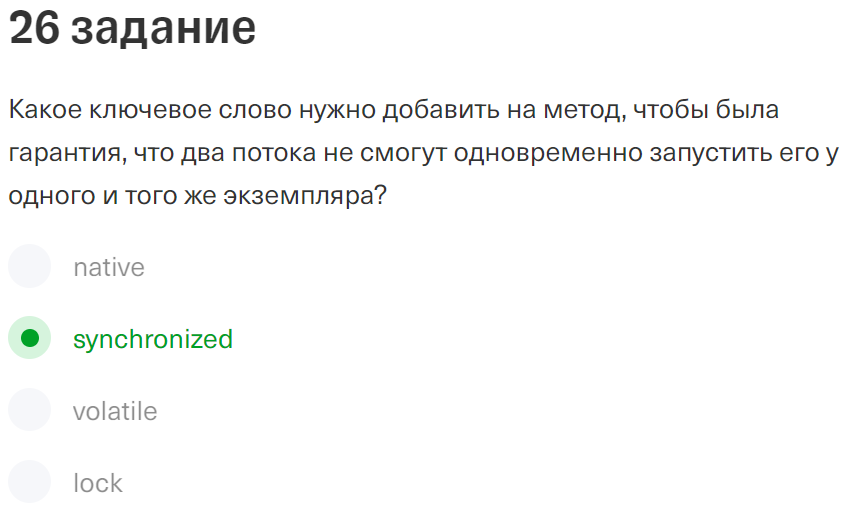 26 задание
Какое ключевое слово нужно добавить на метод, чтобы была
гарантия, что два потока не смогут одновременно запустить его у
одного и того же экземпляра?
native
synchronized
volatile
lock